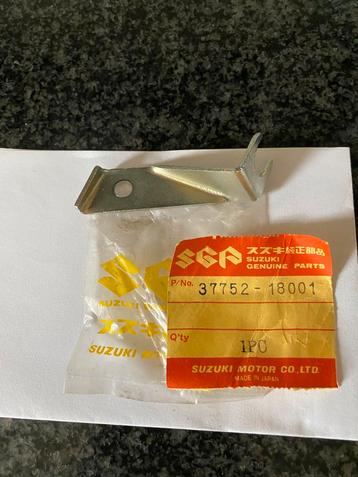 SGP スズキ純正部品
SUZUKI
GENUINE PARTS
P/No. 37752-18001
Q'ty 1PC
SUZUKI MOTOR CO.,LTD.
MADE IN JAPAN
スズキ
SUZUKI MOTOR